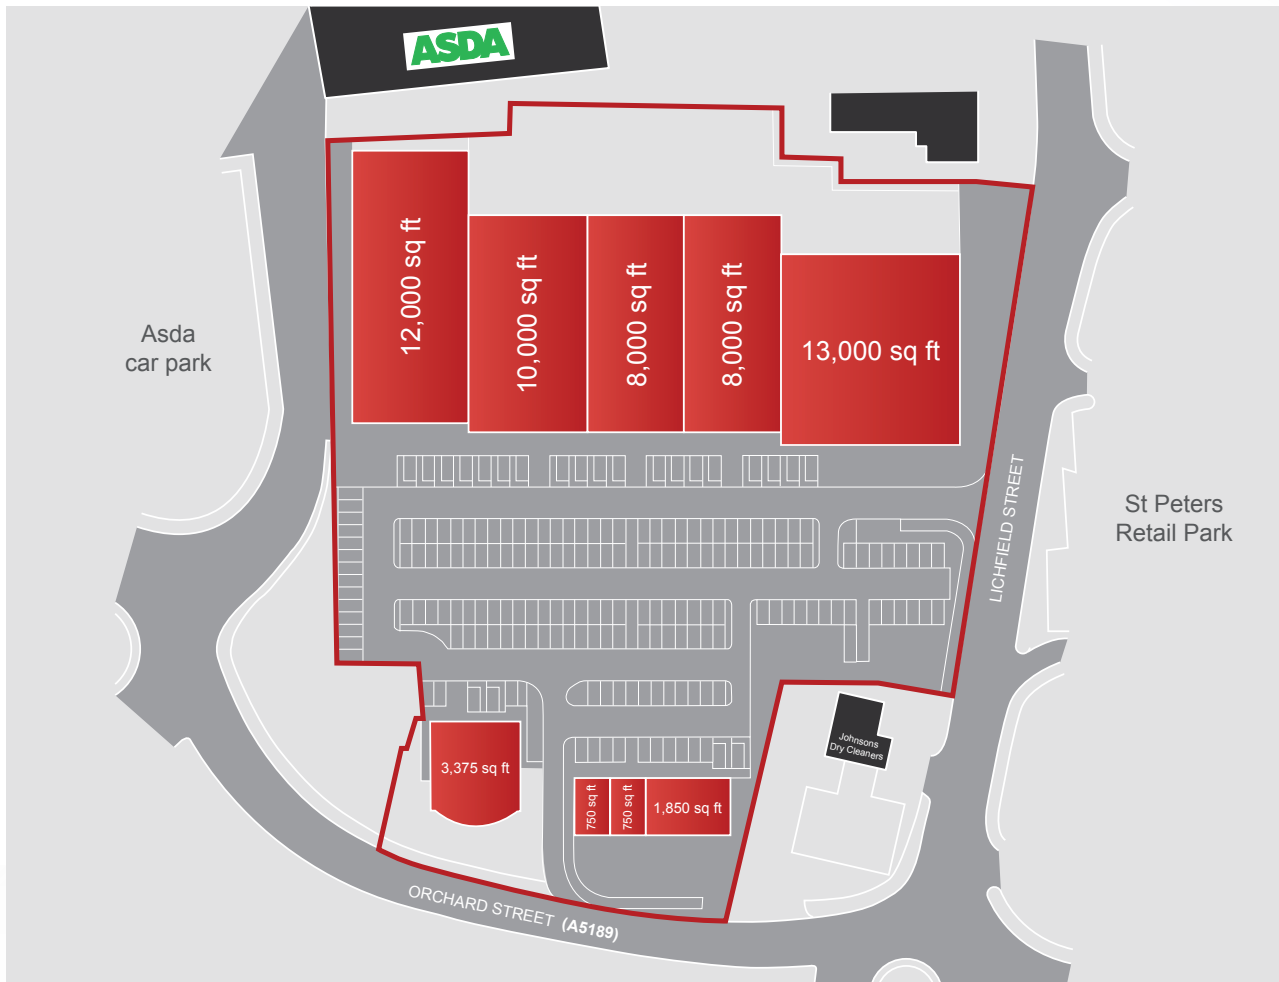 ASDA
12,000 sq ft
10,000 sq ft
8,000 sq ft
8,000 sq ft
13,000 sq ft
Asda
car park
St Peters
Retail Park
LICHFIELD STREET
Johnsons
Dry Cleaners
3,375 sq ft
750 sq ft
750 sq ft
1,850 sq ft
ORCHARD STREET (A5189)